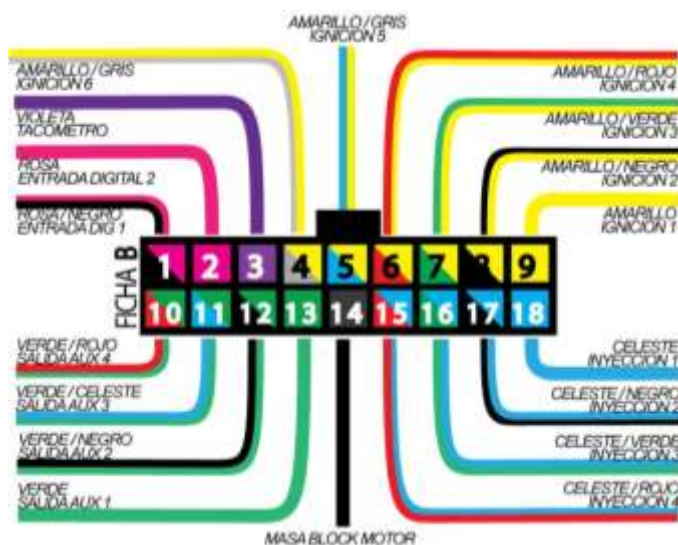 AMARILLO / GRIS
IGNICION 5
AMARILLO / GRIS
IGNICION 6
VIOLETA
TACOMETRO
ROSA
ENTRADA DIGITAL 2
ROSA / NEGRO
ENTRADA DIG 1
AMARILLO / ROJO
IGNICION 4
AMARILLO / VERDE
IGNICION 3
AMARILLO / NEGRO
IGNICION 2
AMARILLO
IGNICION 1
FICHA B
1 2 3 4 5 6 7 8 9
10 11 12 13 14 15 16 17 18
VERDE / ROJO
SALIDA AUX 4
VERDE / CELESTE
SALIDA AUX 3
VERDE / NEGRO
SALIDA AUX 2
VERDE
SALIDA AUX 1
CELESTE
INYECCION 1
CELESTE / NEGRO
INYECCION 2
CELESTE / VERDE
INYECCION 3
CELESTE / ROJO
INYECCION 4
MASA BLOCK MOTOR